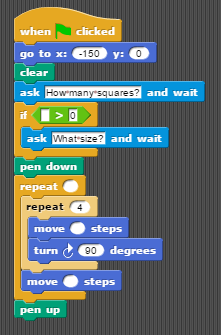 when clicked
go to x: -150 y: 0
clear
ask How many squares? and wait
if > 0
ask What size? and wait
pen down
repeat
repeat 4
move steps
turn 90 degrees
move steps
pen up